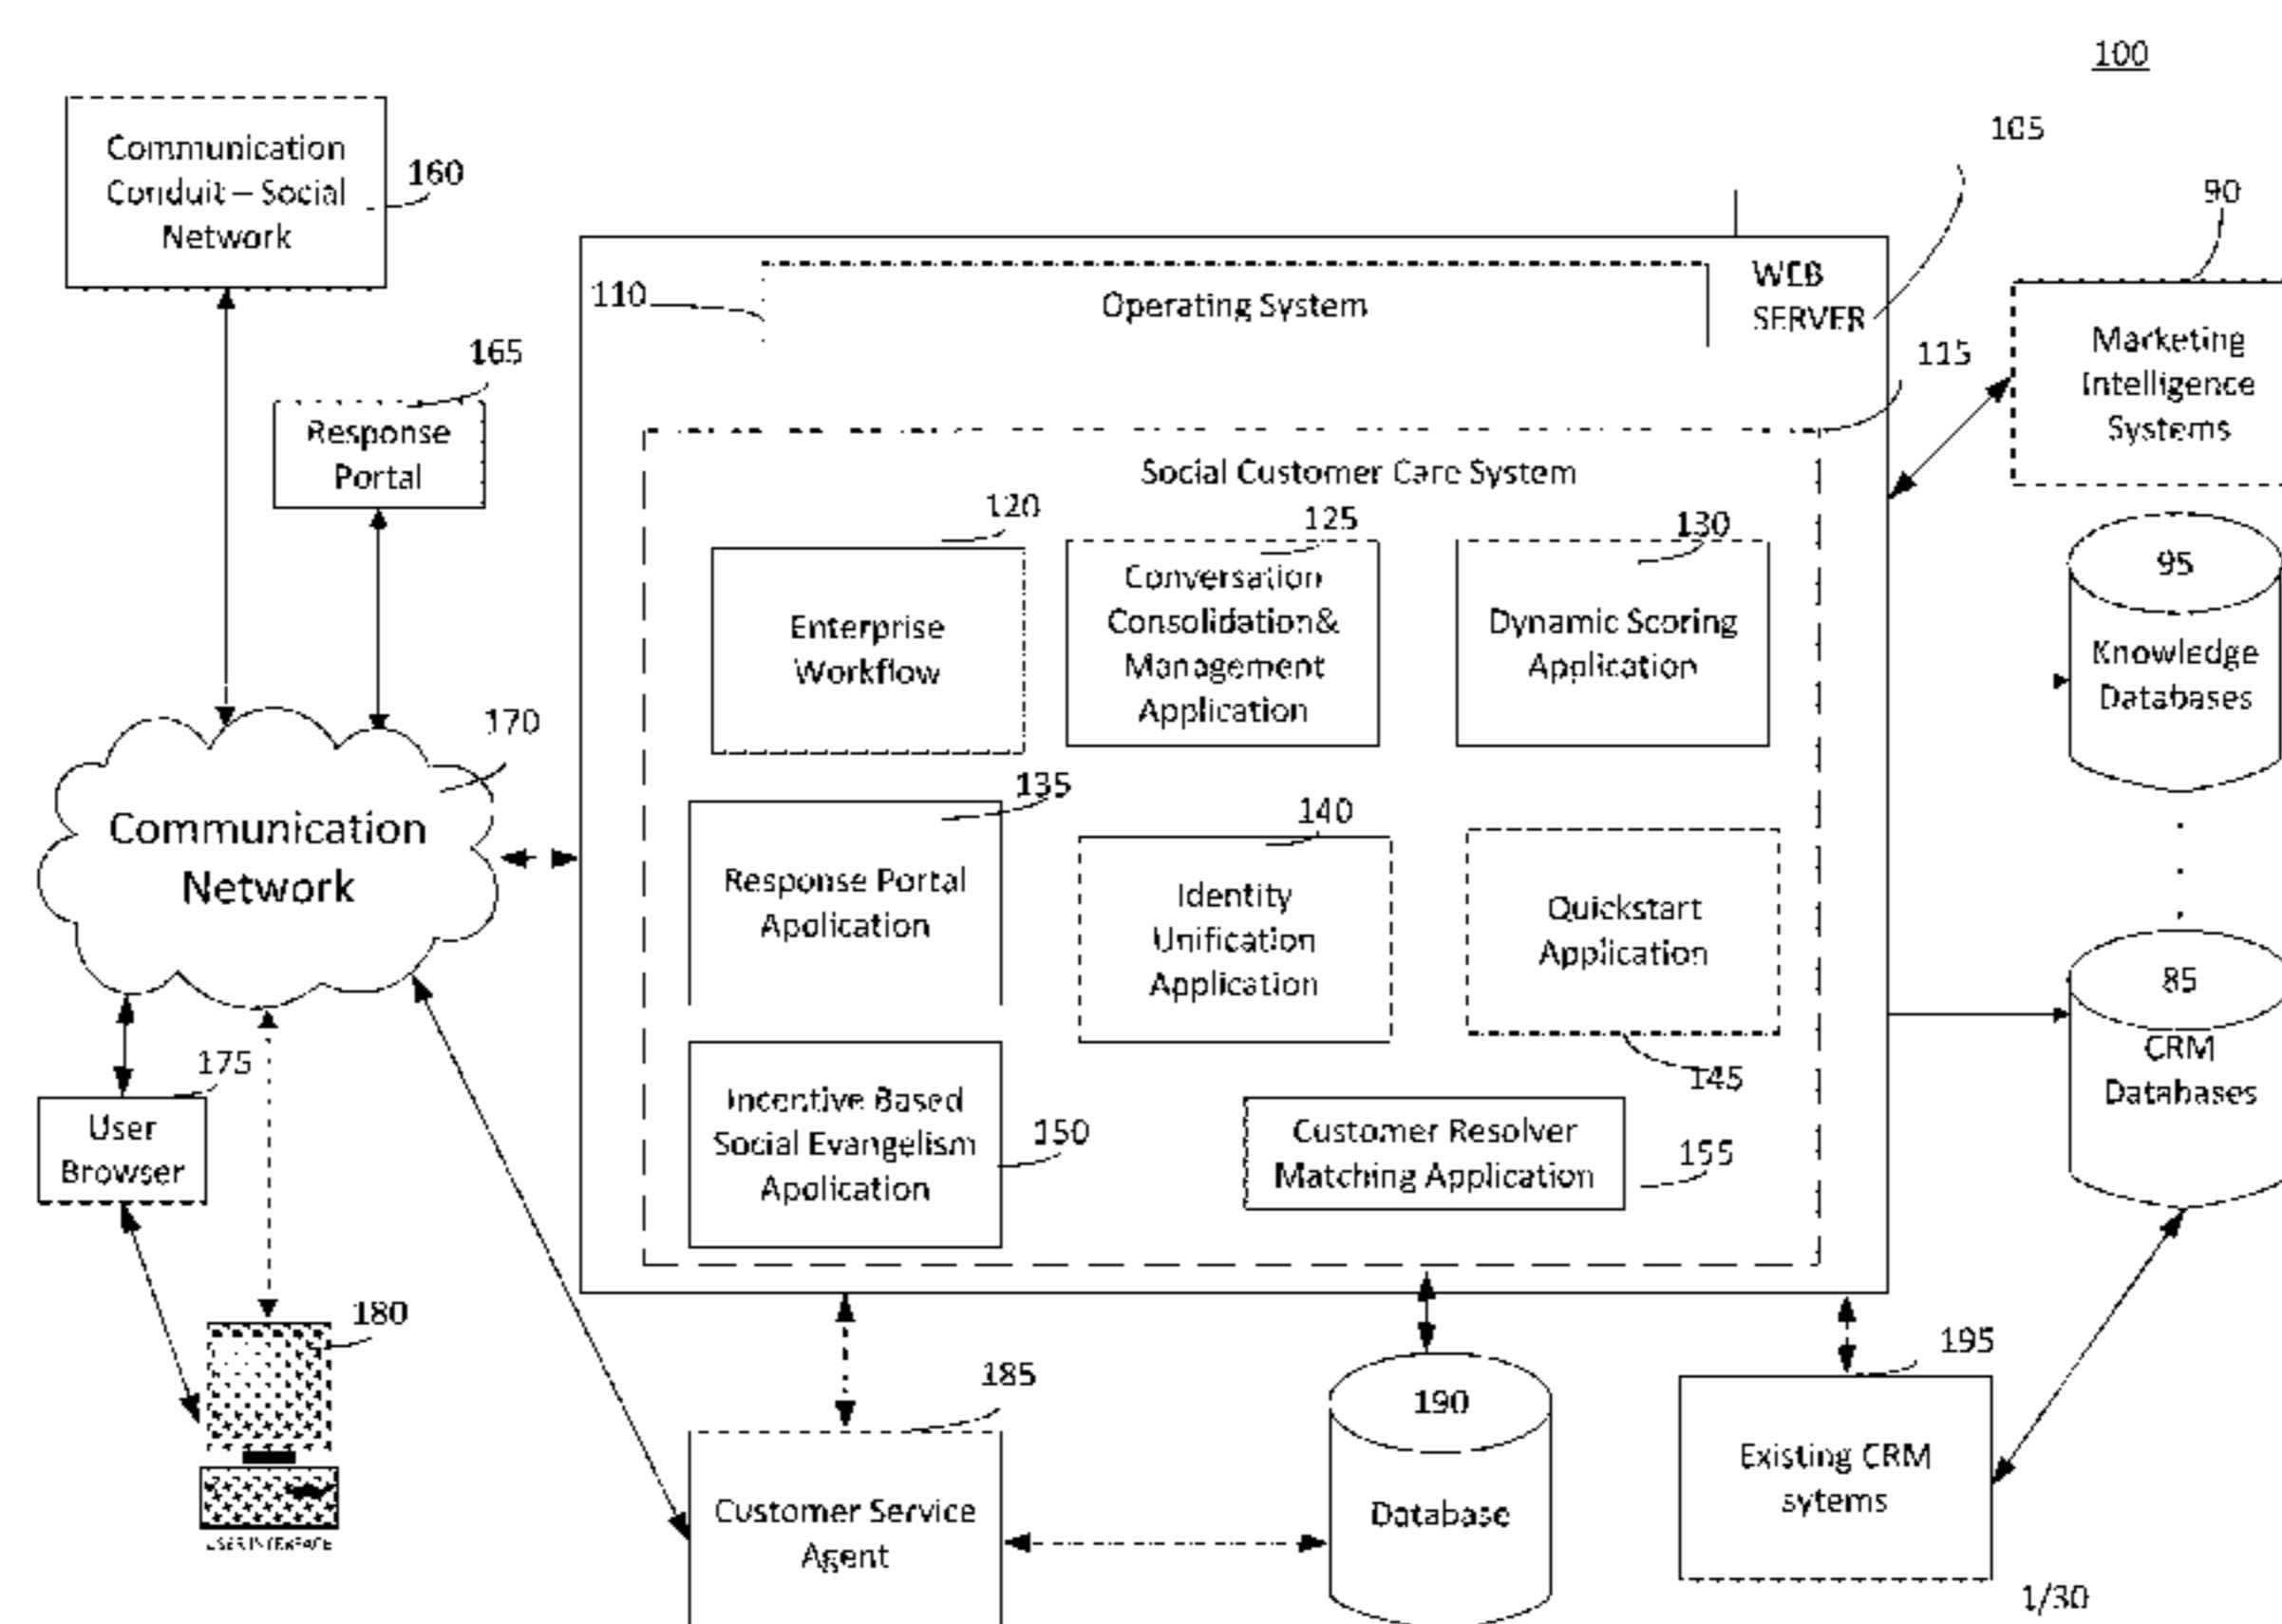 100
105
Communication
Conduit – Social
Network
160
90
110
Operating System
WEB
SERVER
165
Response
Portal
115
Marketing
Intelligence
Systems
Social Customer Care System
120
125
130
Enterprise
Workflow
Conversation
Consolidation&
Management
Application
Dynamic Scoring
Application
95
Knowledge
Databases
170
Communication
Network
135
140
Response Portal
Application
Identity
Unification
Application
Quickstart
Application
145
85
CRM
Databases
175
User
Browser
Incentive Based
Social Evangelism
Application
150
Customer Resolver
Matching Application
155
180
USER INTERFACE
185
Customer Service
Agent
190
Database
195
Existing CRM
sytems
1/30